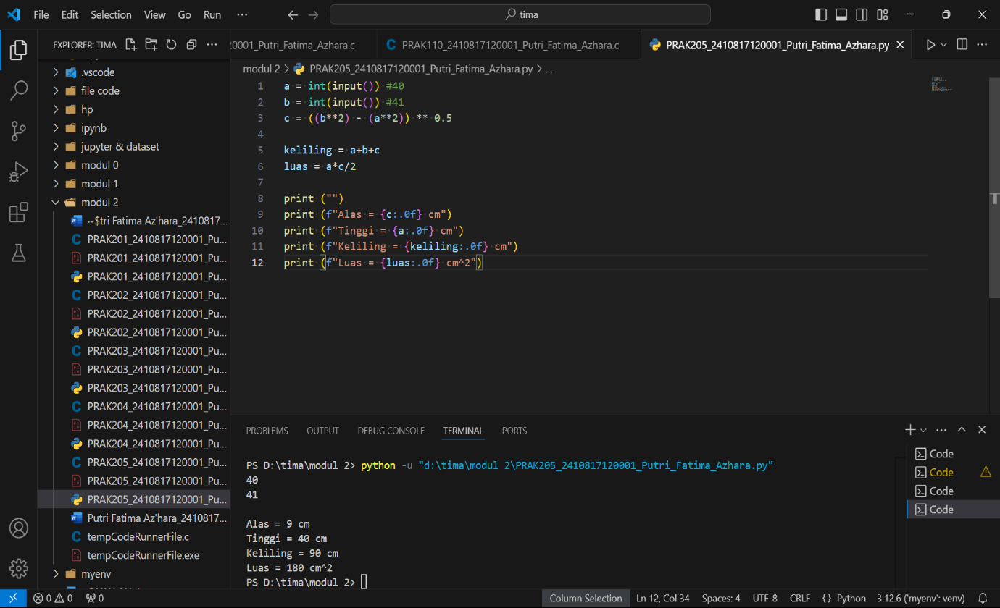 File Edit Selection View Go Run ···
tima
EXPLORER: TIMA
0001_Putri_Fatima_Azhara.c
PRAK110_2410817120001_Putri_Fatima_Azhara.c
PRAK205_2410817120001_Putri_Fatima_Azhara.py
modul 2 > PRAK205_2410817120001_Putri_Fatima_Azhara.py > ...
.vscode
file code
hp
ipynb
jupyter & dataset
modul 0
modul 1
modul 2
~$tri Fatima Az'hara_2410817...
PRAK201_2410817120001_Pu...
PRAK201_2410817120001_Pu...
PRAK201_2410817120001_Pu...
PRAK202_2410817120001_Pu...
PRAK202_2410817120001_Pu...
PRAK202_2410817120001_Pu...
PRAK203_2410817120001_Pu...
PRAK203_2410817120001_Pu...
PRAK203_2410817120001_Pu...
PRAK204_2410817120001_Pu...
PRAK204_2410817120001_Pu...
PRAK204_2410817120001_Pu...
PRAK205_2410817120001_Pu...
PRAK205_2410817120001_Pu...
PRAK205_2410817120001_Pu...
Putri Fatima Az'hara_2410817...
tempCodeRunnerFile.c
tempCodeRunnerFile.exe
myenv
1 a = int(input()) #40
2 b = int(input()) #41
3 c = ((b**2) - (a**2)) ** 0.5
4
5 keliling = a+b+c
6 luas = a*c/2
7
8 print ("")
9 print (f"Alas = {c:.0f} cm")
10 print (f"Tinggi = {a:.0f} cm")
11 print (f"Keliling = {keliling:.0f} cm")
12 print (f"Luas = {luas:.0f} cm^2")
PROBLEMS OUTPUT DEBUG CONSOLE TERMINAL PORTS
PS D:\tima\modul 2> python -u "d:\tima\modul 2\PRAK205_2410817120001_Putri_Fatima_Azhara.py"
40
41
Alas = 9 cm
Tinggi = 40 cm
Keliling = 90 cm
Luas = 180 cm^2
PS D:\tima\modul 2>
Code
Code
Code
Code
0 0 0 Column Selection Ln 12, Col 34 Spaces: 4 UTF-8 CRLF {} Python 3.12.6 ('myenv': venv)